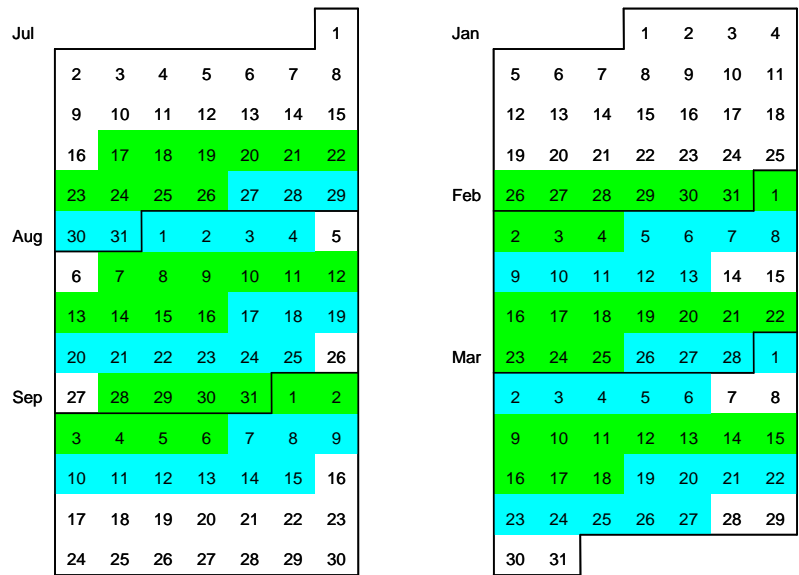 Jul 1
2 3 4 5 6 7 8
9 10 11 12 13 14 15
16 17 18 19 20 21 22
23 24 25 26 27 28 29
Aug 30 31 1 2 3 4 5
6 7 8 9 10 11 12
13 14 15 16 17 18 19
20 21 22 23 24 25 26
Sep 27 28 29 30 31 1 2
3 4 5 6 7 8 9
10 11 12 13 14 15 16
17 18 19 20 21 22 23
24 25 26 27 28 29 30
Jan 1 2 3 4
5 6 7 8 9 10 11
12 13 14 15 16 17 18
19 20 21 22 23 24 25
Feb 26 27 28 29 30 31 1
2 3 4 5 6 7 8
9 10 11 12 13 14 15
16 17 18 19 20 21 22
Mar 23 24 25 26 27 28 1
2 3 4 5 6 7 8
9 10 11 12 13 14 15
16 17 18 19 20 21 22
23 24 25 26 27 28 29
30 31